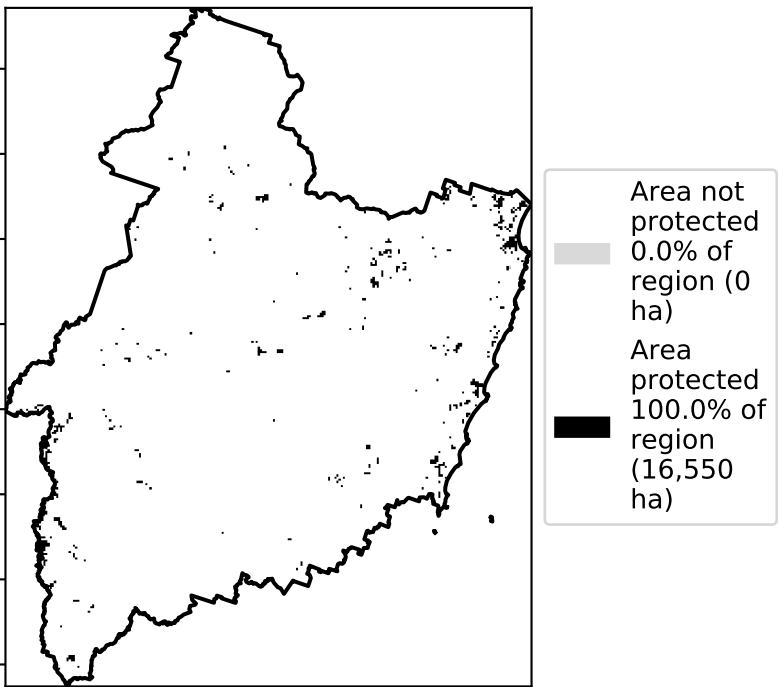 Area not
protected
0.0% of
region (0
ha)
Area
protected
100.0% of
region
(16,550
ha)